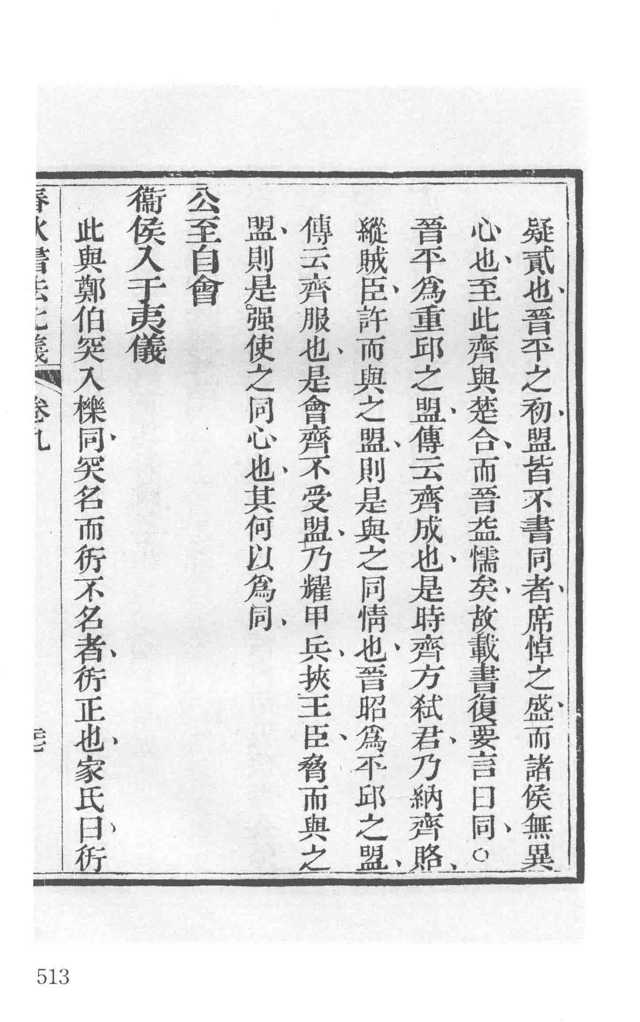 疑貳也、晉平之初、盟皆不書同者、席悼之盛、而諸侯無異
心也、至此齊與楚合、而晉益懦矣、故載書復要言曰同、○
晉平爲重邱之盟、傳云齊成也、是時齊方弑君、乃納齊賂、
縱賊臣、許而與之盟、則是與之同情也、晉昭爲平邱之盟、
傳云齊服也、是會齊不受盟、乃耀甲兵、挾王臣、脅而與之
盟、則是强使之同心也、其何以爲同、
公至自會
衞侯入于夷儀
此與鄭伯突入櫟同、突名而衎不名者、衎正也、家氏曰、衎
春秋書法比義 卷九
513